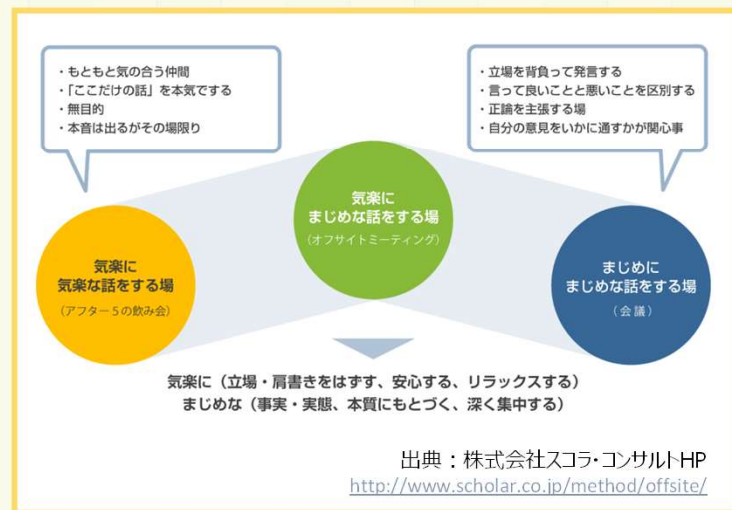 ・もともと気の合う仲間
・「ここだけの話」を本気でする
・無目的
・本音は出るがその場限り
・立場を背負って発言する
・言って良いことと悪いことを区別する
・正論を主張する場
・自分の意見をいかに通すかが関心事
気楽に
まじめな話をする場
（オフサイトミーティング）
気楽に
気楽な話をする場
（アフター５の飲み会）
まじめに
まじめな話をする場
（会議）
気楽に（立場・肩書きをはずす、安心する、リラックスする）
まじめな（事実・実態、本質にもとづく、深く集中する）
出典：株式会社スコラ・コンサルトHP
http://www.scholar.co.jp/method/offsite/